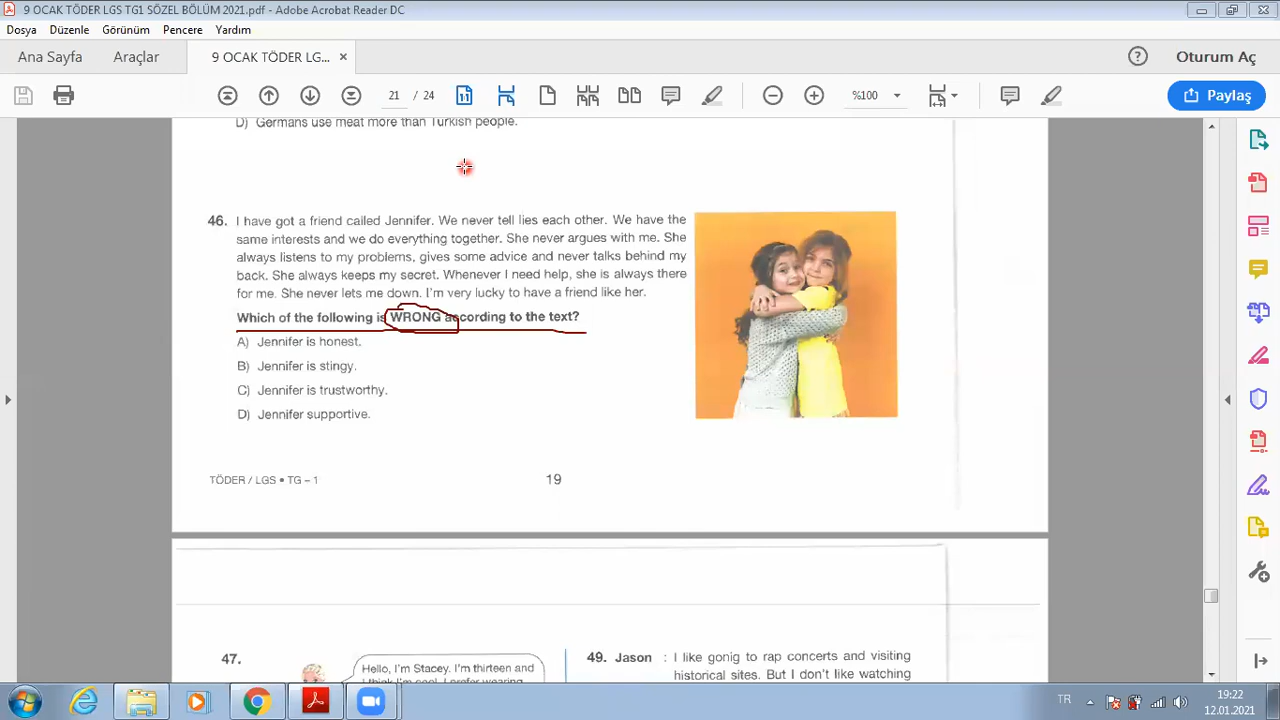 9 OCAK TÖDER LGS TG1 SÖZEL BÖLÜM 2021.pdf - Adobe Acrobat Reader DC
Dosya Düzenle Görünüm Pencere Yardım
Ana Sayfa Araçlar 9 OCAK TÖDER LG... Oturum Aç
21 / 24 %100 Paylaş
D) Germans use meat more than Turkish people.
46. I have got a friend called Jennifer. We never tell lies each other. We have the
same interests and we do everything together. She never argues with me. She
always listens to my problems, gives some advice and never talks behind my
back. She always keeps my secret. Whenever I need help, she is always there
for me. She never lets me down. I'm very lucky to have a friend like her.
Which of the following is WRONG according to the text?
A) Jennifer is honest.
B) Jennifer is stingy.
C) Jennifer is trustworthy.
D) Jennifer supportive.
TÖDER / LGS • TG – 1 19
47.
Hello, I'm Stacey. I'm thirteen and
I think I'm cool. I prefer wearing
49. Jason : I like gonig to rap concerts and visiting
historical sites. But I don't like watching
TR 19:22
12.01.2021